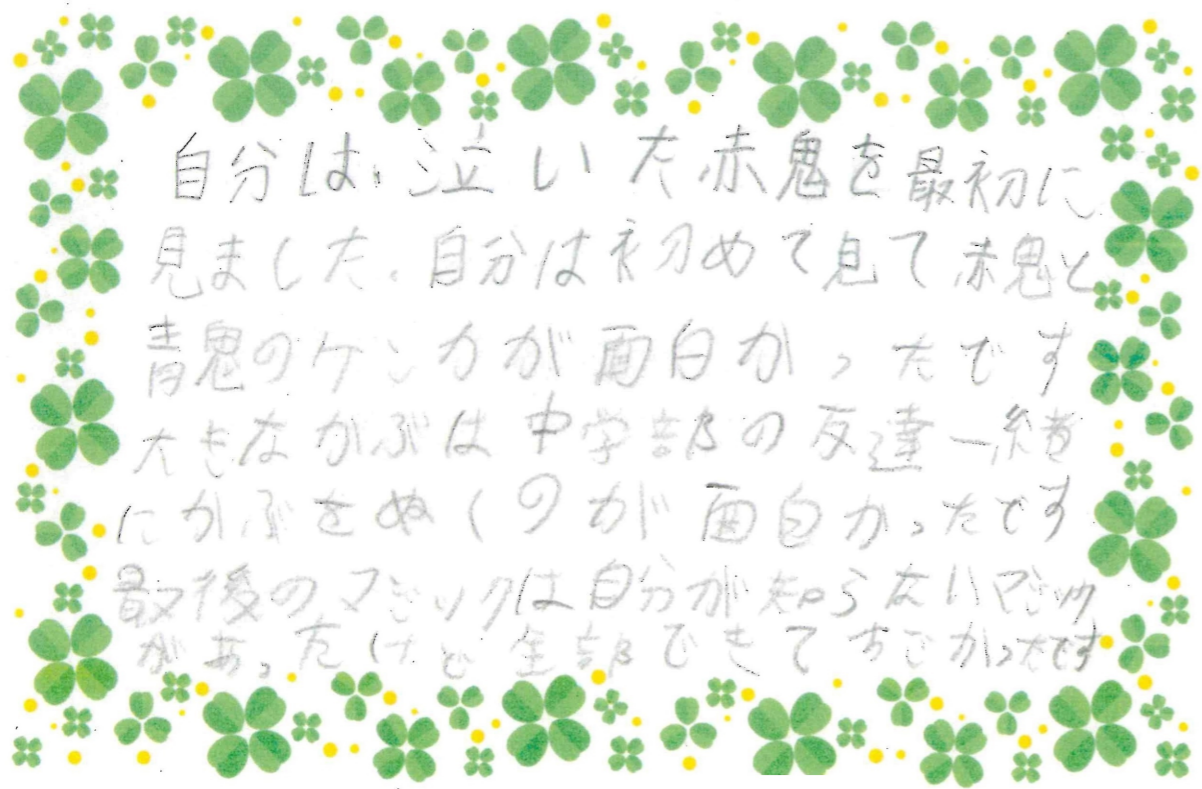 自分は、泣いた赤鬼を最初に
見ました。自分は初めて見て赤鬼と
青鬼のケンカが面白かったです
大もなかぶは中学部の友達一緒
にかぶをぬくのが面白かったです
最後のマジックは自分が知らないマジック
があったけど全部できてすごかったです